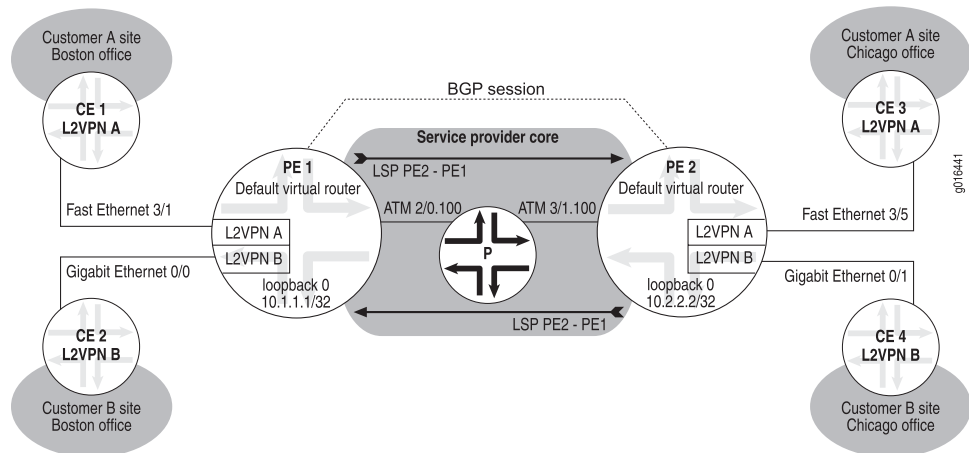 Customer A site
Boston office
CE 1
L2VPN A
Fast Ethernet 3/1
Gigabit Ethernet 0/0
CE 2
L2VPN B
Customer B site
Boston office
BGP session
Service provider core
LSP PE2 - PE1
PE 1
Default virtual router
L2VPN A
L2VPN B
loopback 0
10.1.1.1/32
ATM 2/0.100
P
ATM 3/1.100
LSP PE2 - PE1
PE 2
Default virtual router
L2VPN A
L2VPN B
loopback 0
10.2.2.2/32
Customer A site
Chicago office
CE 3
L2VPN A
Fast Ethernet 3/5
Gigabit Ethernet 0/1
CE 4
L2VPN B
Customer B site
Chicago office
g016441